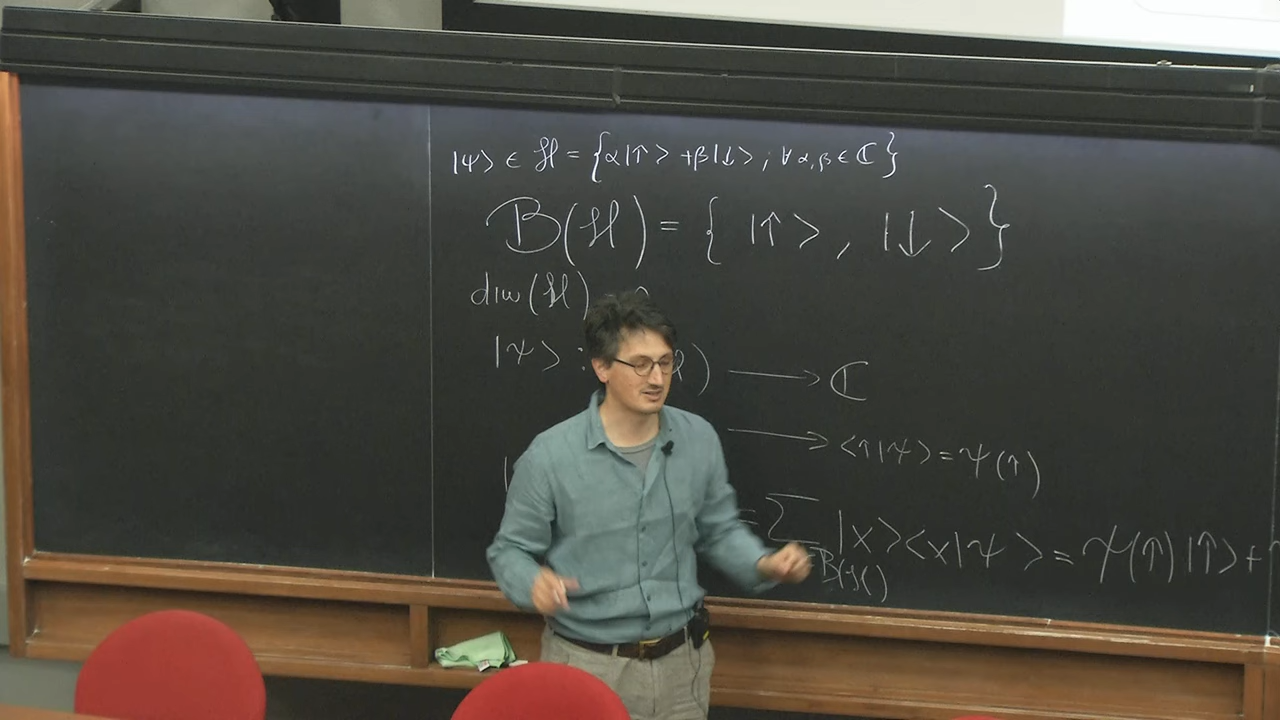 |ψ> ∈ ℋ = {α|↑> + β|↓> ; ∀ α,β ∈ ℂ}
B(ℋ) = { |↑> , |↓> }
dim(ℋ)
|ψ> : ) ⟶ ℂ
⟶ <↑|ψ> = ψ(↑)
= Σ |x><x|ψ> = ψ(↑)|↑> +
B(ℋ)